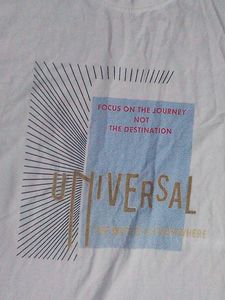 FOCUS ON THE JOURNEY
NOT
THE DESTINATION
UNIVERSAL